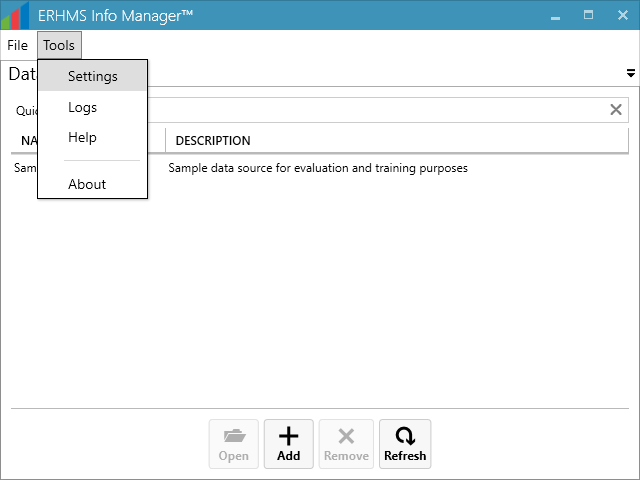 ERHMS Info Manager™
File Tools
Data
Settings
Logs
Help
About
Quic
NA DESCRIPTION
Sam Sample data source for evaluation and training purposes
Open Add Remove Refresh